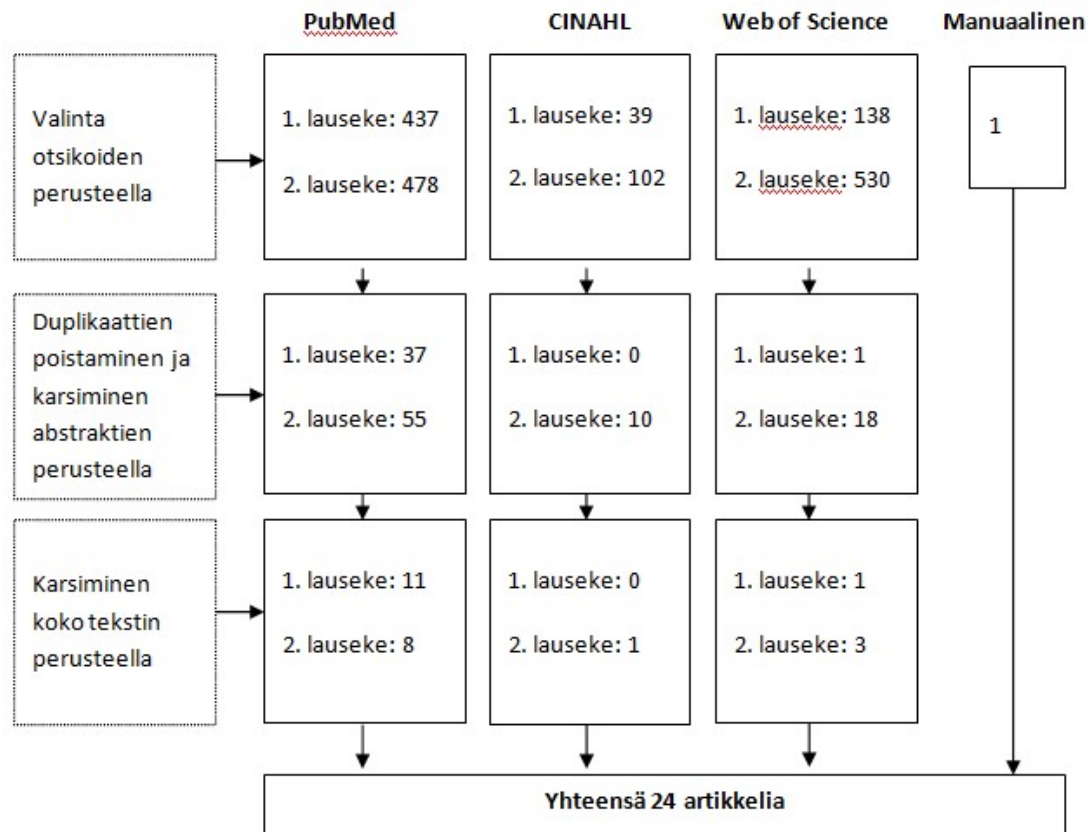 PubMed
CINAHL
Web of Science
Manuaalinen
Valinta
otsikoiden
perusteella
1. lauseke: 437
2. lauseke: 478
1. lauseke: 39
2. lauseke: 102
1. lauseke: 138
2. lauseke: 530
1
Duplikaattien
poistaminen ja
karsiminen
abstraktien
perusteella
1. lauseke: 37
2. lauseke: 55
1. lauseke: 0
2. lauseke: 10
1. lauseke: 1
2. lauseke: 18
Karsiminen
koko tekstin
perusteella
1. lauseke: 11
2. lauseke: 8
1. lauseke: 0
2. lauseke: 1
1. lauseke: 1
2. lauseke: 3
Yhteensä 24 artikkelia